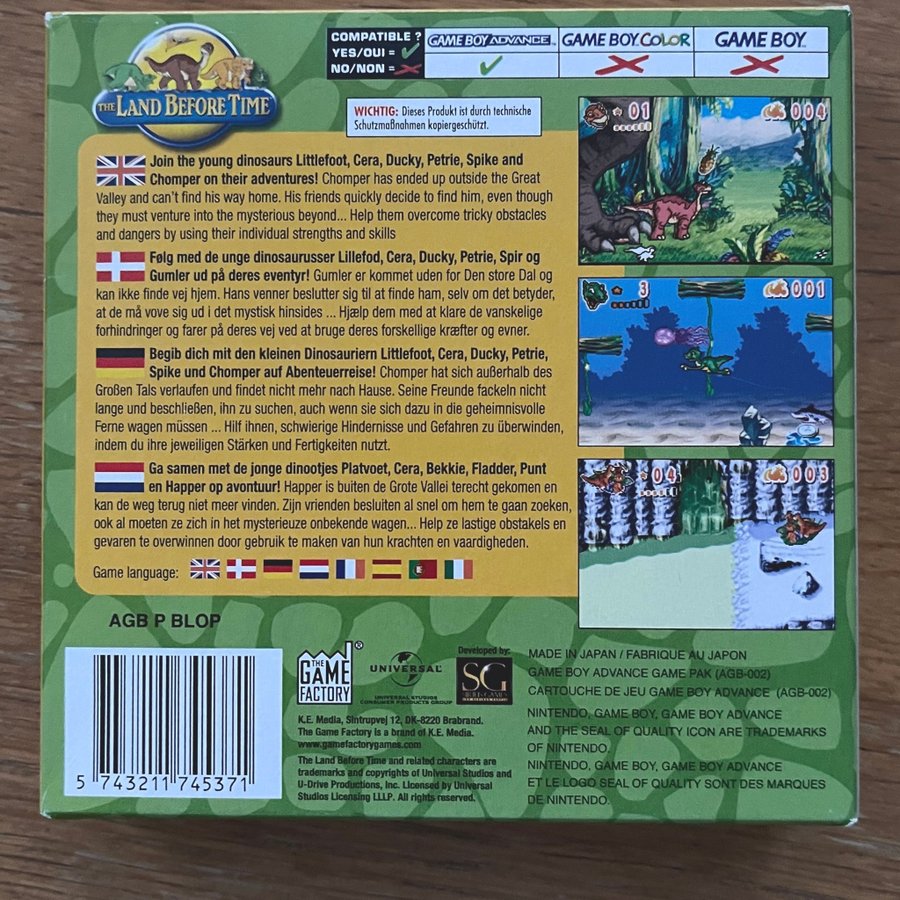 COMPATIBLE ?
YES/OUI =
NO/NON =
GAME BOY ADVANCE
GAME BOY COLOR
GAME BOY
THE LAND BEFORE TIME
WICHTIG: Dieses Produkt ist durch technische
Schutzmaßnahmen kopiergeschützt.
Join the young dinosaurs Littlefoot, Cera, Ducky, Petrie, Spike and
Chomper on their adventures! Chomper has ended up outside the Great
Valley and can't find his way home. His friends quickly decide to find him, even though
they must venture into the mysterious beyond... Help them overcome tricky obstacles
and dangers by using their individual strengths and skills
Følg med de unge dinosaurusser Lillefod, Cera, Ducky, Petrie, Spir og
Gumler ud på deres eventyr! Gumler er kommet uden for Den store Dal og
kan ikke finde vej hjem. Hans venner beslutter sig til at finde ham, selv om det betyder,
at de må vove sig ud i det mystisk hinsides ... Hjælp dem med at klare de vanskelige
forhindringer og farer på deres vej ved at bruge deres forskellige kræfter og evner.
Begib dich mit den kleinen Dinosauriern Littlefoot, Cera, Ducky, Petrie,
Spike und Chomper auf Abenteuerreise! Chomper hat sich außerhalb des
Großen Tals verlaufen und findet nicht mehr nach Hause. Seine Freunde fackeln nicht
lange und beschließen, ihn zu suchen, auch wenn sie sich dazu in die geheimnisvolle
Ferne wagen müssen ... Hilf ihnen, schwierige Hindernisse und Gefahren zu überwinden,
indem du ihre jeweiligen Stärken und Fertigkeiten nutzt.
Ga samen met de jonge dinootjes Platvoet, Cera, Bekkie, Fladder, Punt
en Happer op avontuur! Happer is buiten de Grote Vallei terecht gekomen en
kan de weg terug niet meer vinden. Zijn vrienden besluiten al snel om hem te gaan zoeken,
ook al moeten ze zich in het mysterieuze onbekende wagen... Help ze lastige obstakels en
gevaren te overwinnen door gebruik te maken van hun krachten en vaardigheden.
Game language:
01 004
3 001
04 003
AGB P BLOP
5 743211 745371
THE GAME FACTORY ®
UNIVERSAL
UNIVERSAL STUDIOS
CONSUMER PRODUCTS GROUP
Developed by:
SG
K.E. Media, Sintrupvej 12, DK-8220 Brabrand.
The Game Factory is a brand of K.E. Media.
www.gamefactorygames.com
The Land Before Time and related characters are
trademarks and copyrights of Universal Studios and
U-Drive Productions, Inc. Licensed by Universal
Studios Licensing LLLP. All rights reserved.
MADE IN JAPAN / FABRIQUE AU JAPON
GAME BOY ADVANCE GAME PAK (AGB-002)
CARTOUCHE DE JEU GAME BOY ADVANCE (AGB-002)
NINTENDO, GAME BOY, GAME BOY ADVANCE
AND THE SEAL OF QUALITY ICON ARE TRADEMARKS
OF NINTENDO.
NINTENDO, GAME BOY, GAME BOY ADVANCE
ET LE LOGO SEAL OF QUALITY SONT DES MARQUES
DE NINTENDO.